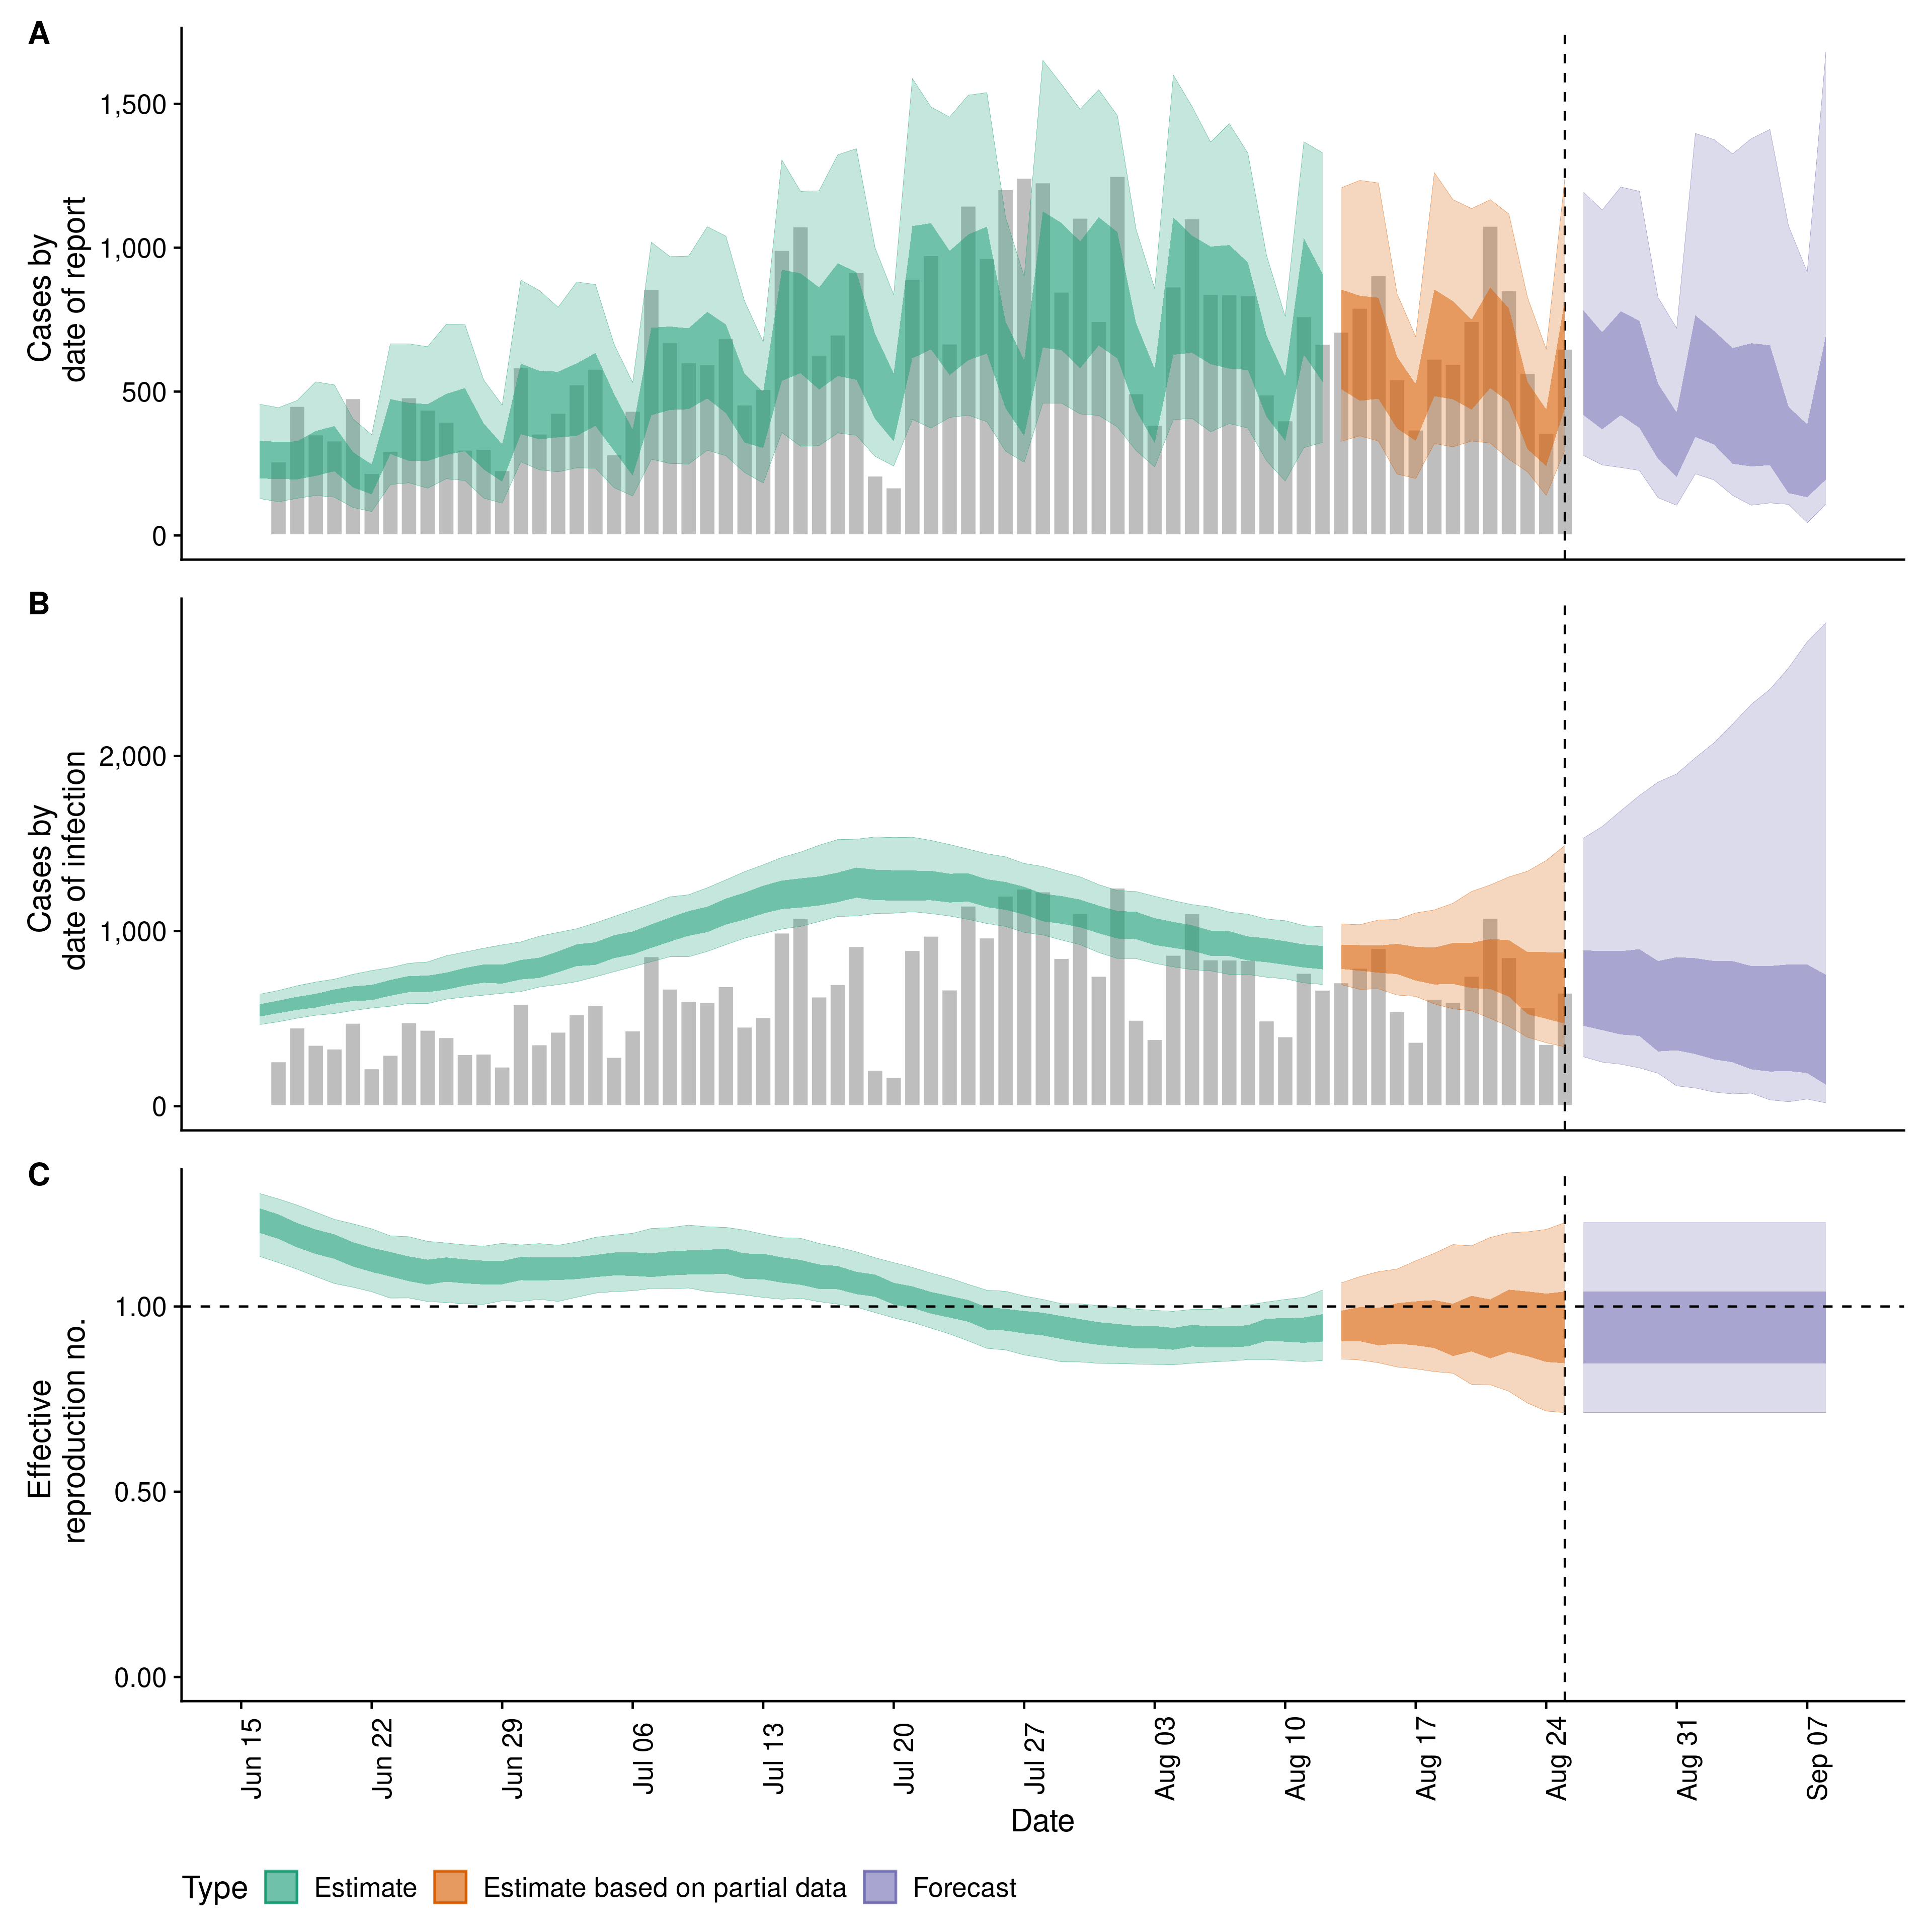 A
Cases by
date of report
1,500
1,000
500
0
B
Cases by
date of infection
2,000
1,000
0
C
Effective
reproduction no.
1.00
0.50
0.00
Jun 15
Jun 22
Jun 29
Jul 06
Jul 13
Jul 20
Jul 27
Aug 03
Aug 10
Aug 17
Aug 24
Aug 31
Sep 07
Date
Type Estimate Estimate based on partial data Forecast